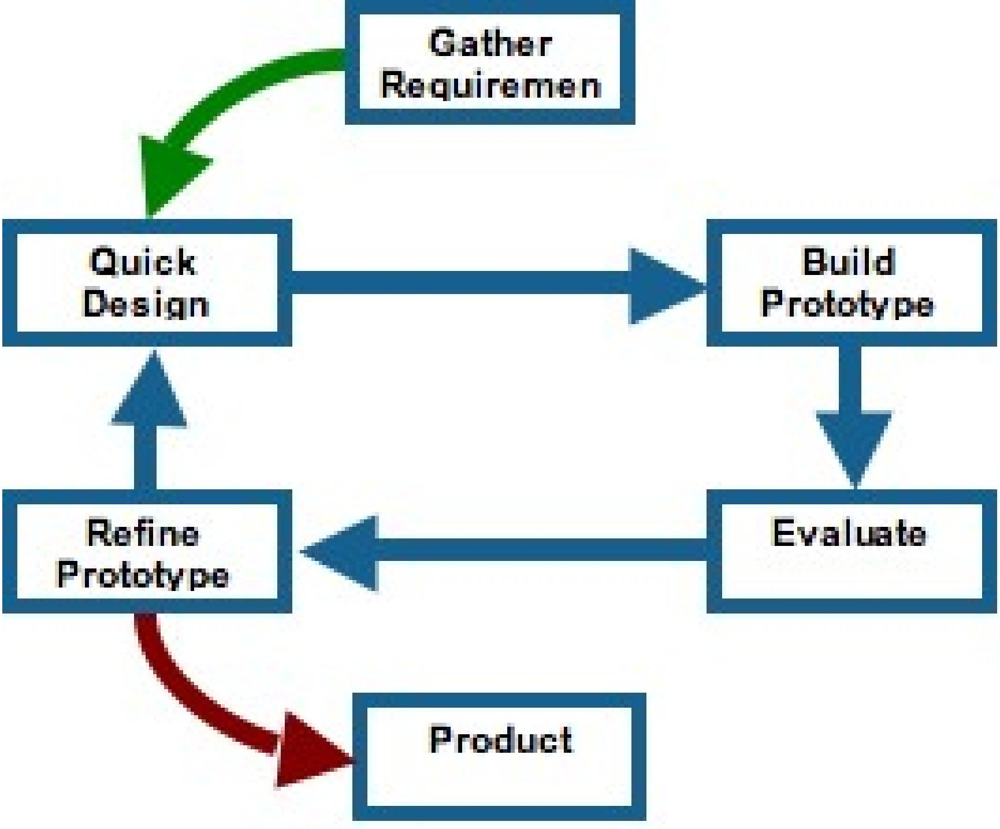 Gather
Requiremen
Quick
Design
Build
Prototype
Refine
Prototype
Evaluate
Product